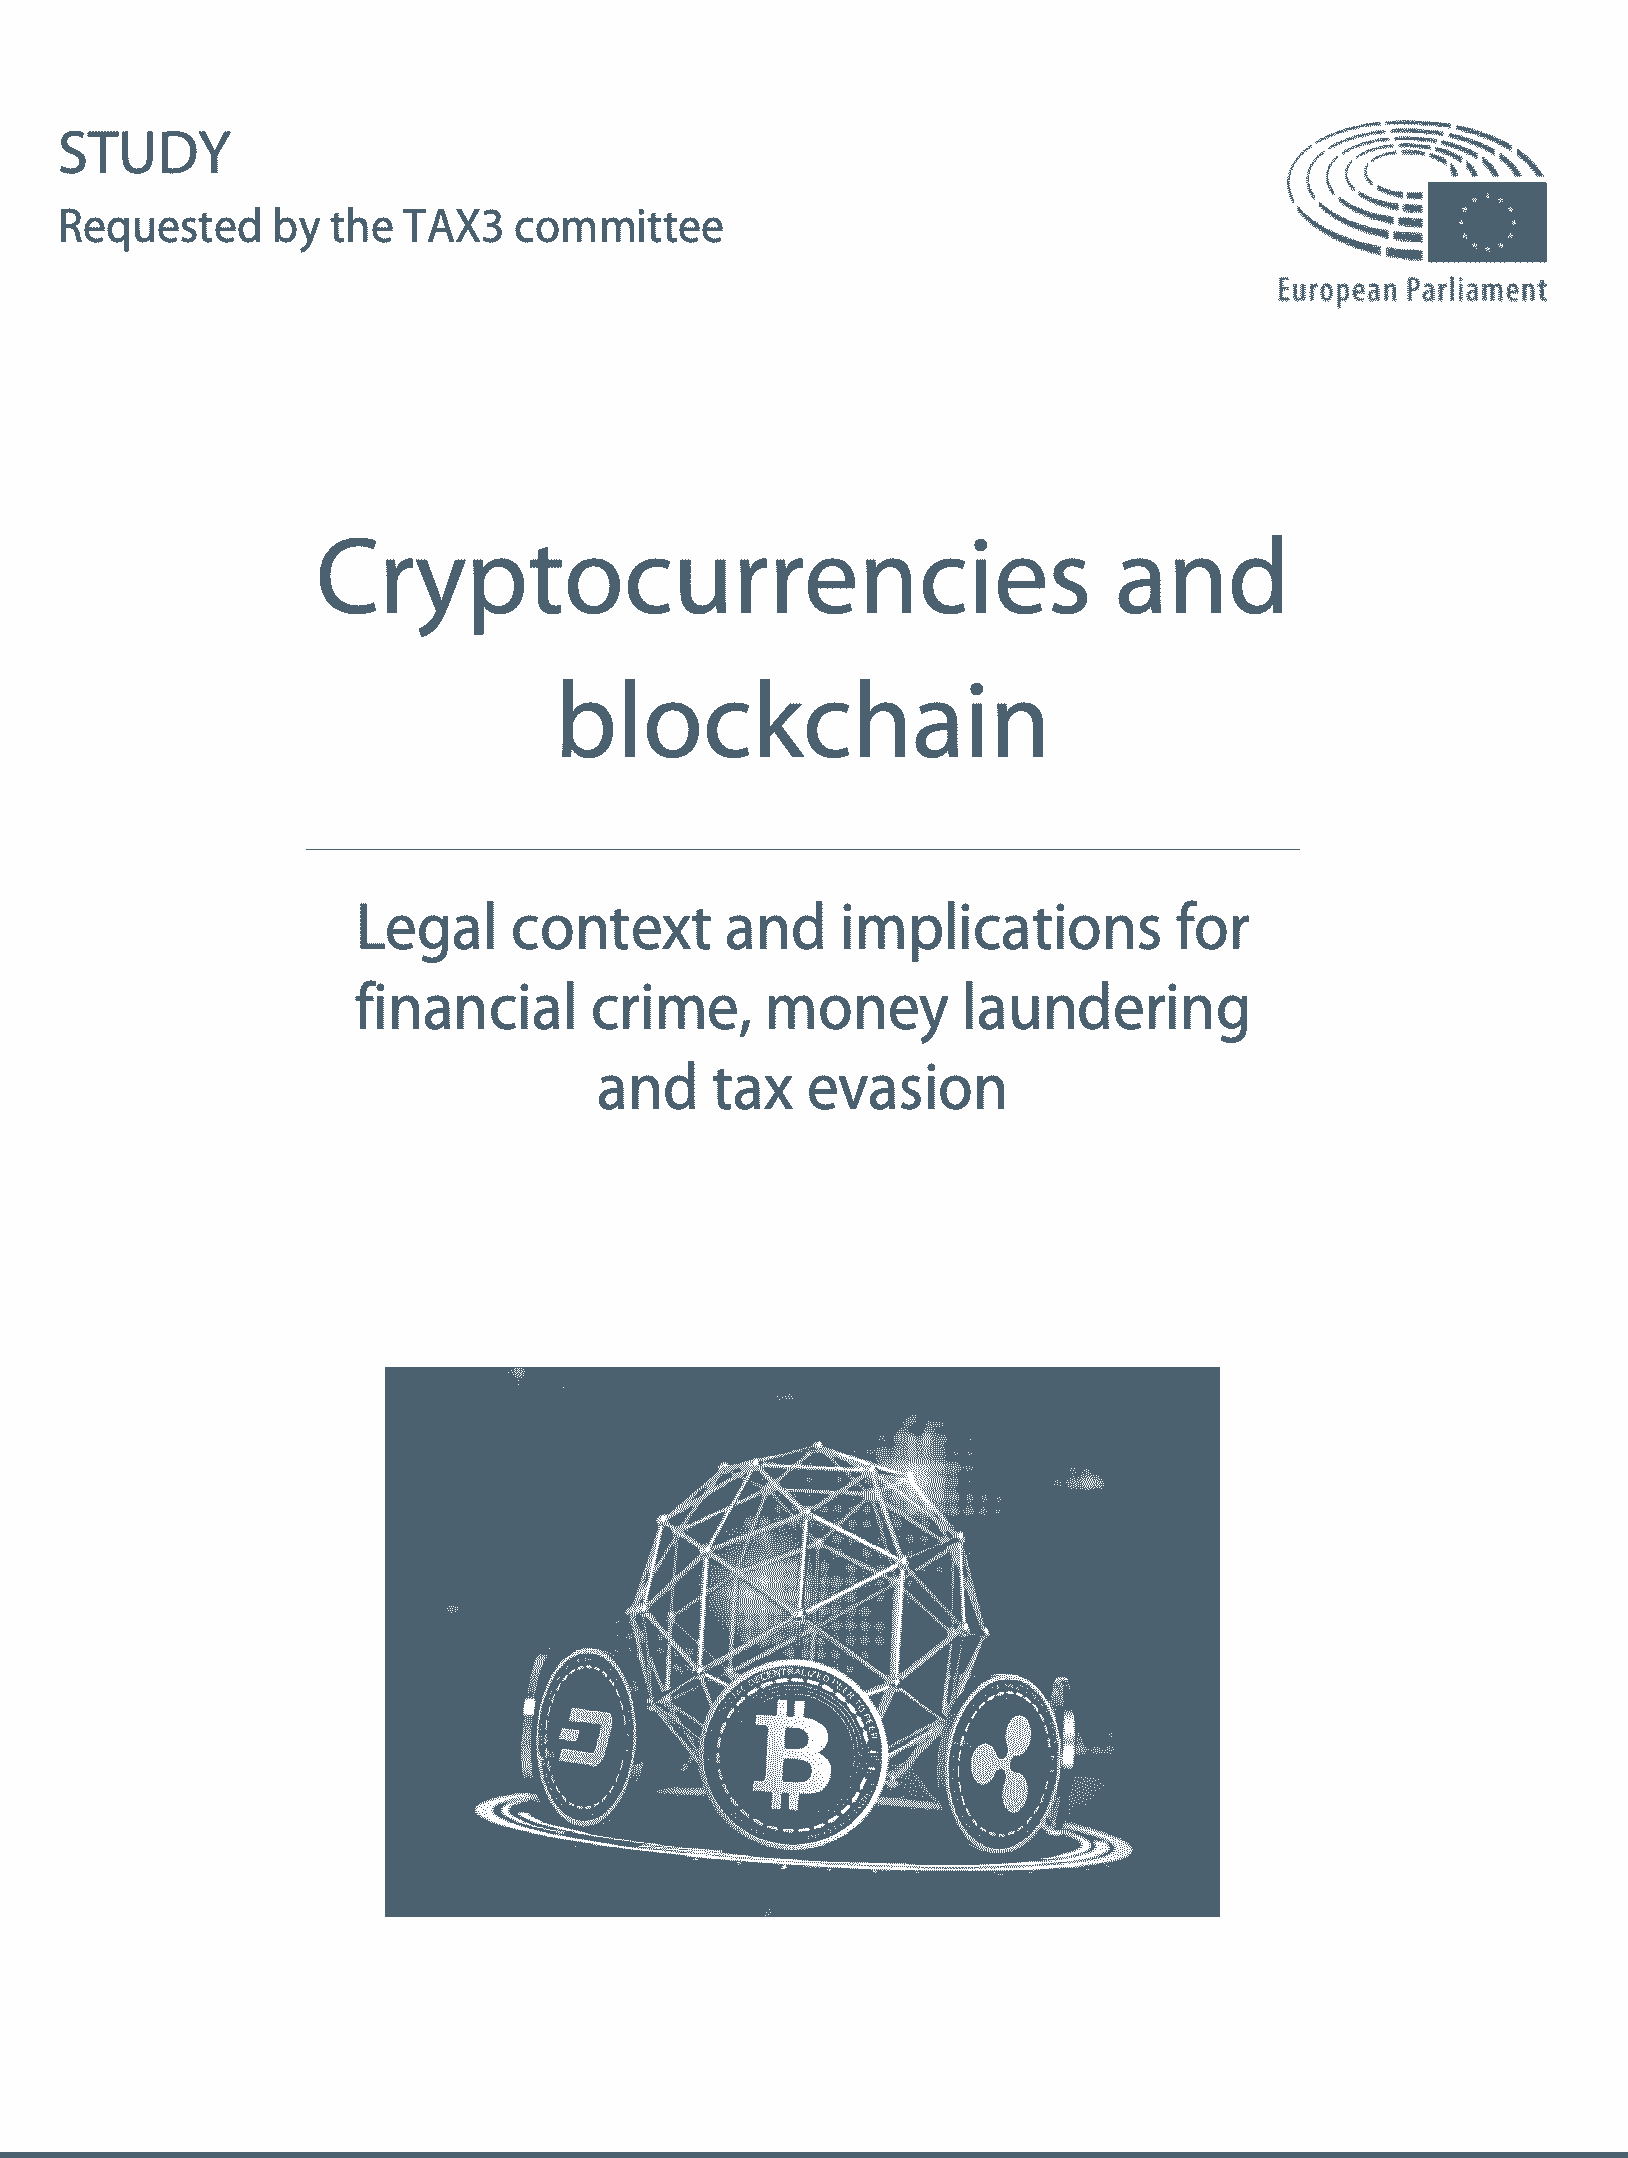 STUDY
Requested by the TAX3 committee
European Parliament
Cryptocurrencies and
blockchain
Legal context and implications for
financial crime, money laundering
and tax evasion